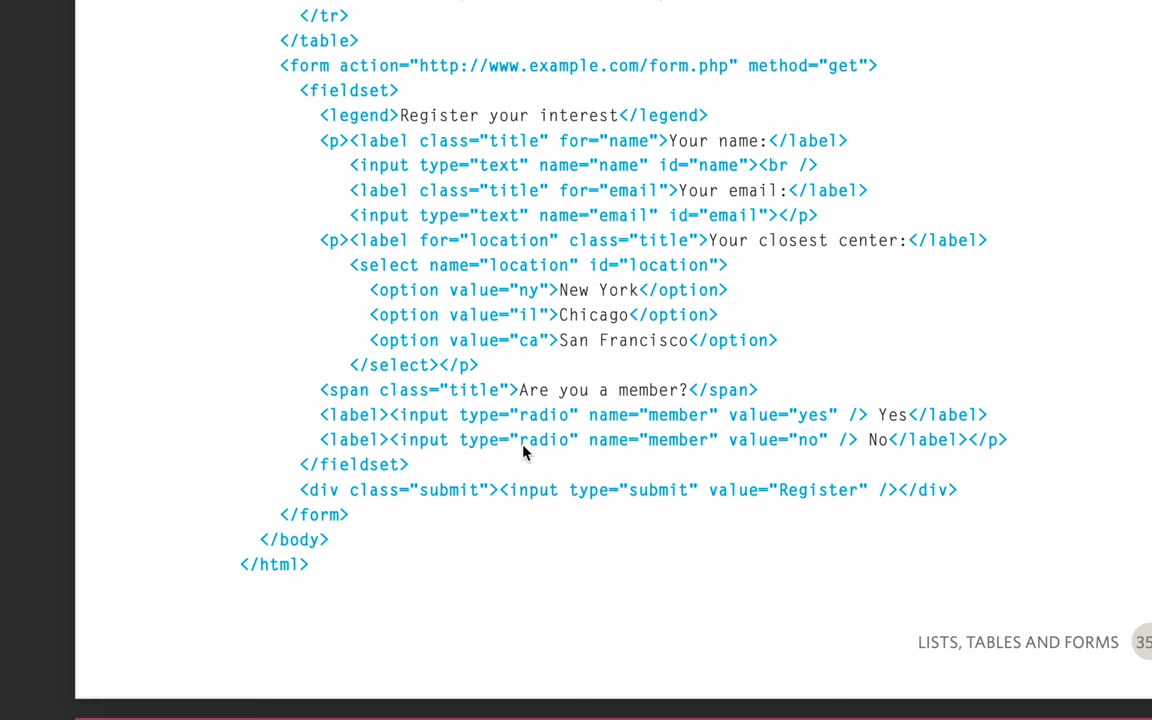 </tr>
</table>
<form action="http://www.example.com/form.php" method="get">
<fieldset>
<legend>Register your interest</legend>
<p><label class="title" for="name">Your name:</label>
<input type="text" name="name" id="name"><br />
<label class="title" for="email">Your email:</label>
<input type="text" name="email" id="email"></p>
<p><label for="location" class="title">Your closest center:</label>
<select name="location" id="location">
<option value="ny">New York</option>
<option value="il">Chicago</option>
<option value="ca">San Francisco</option>
</select></p>
<span class="title">Are you a member?</span>
<label><input type="radio" name="member" value="yes" /> Yes</label>
<label><input type="radio" name="member" value="no" /> No</label></p>
</fieldset>
<div class="submit"><input type="submit" value="Register" /></div>
</form>
</body>
</html>
LISTS, TABLES AND FORMS